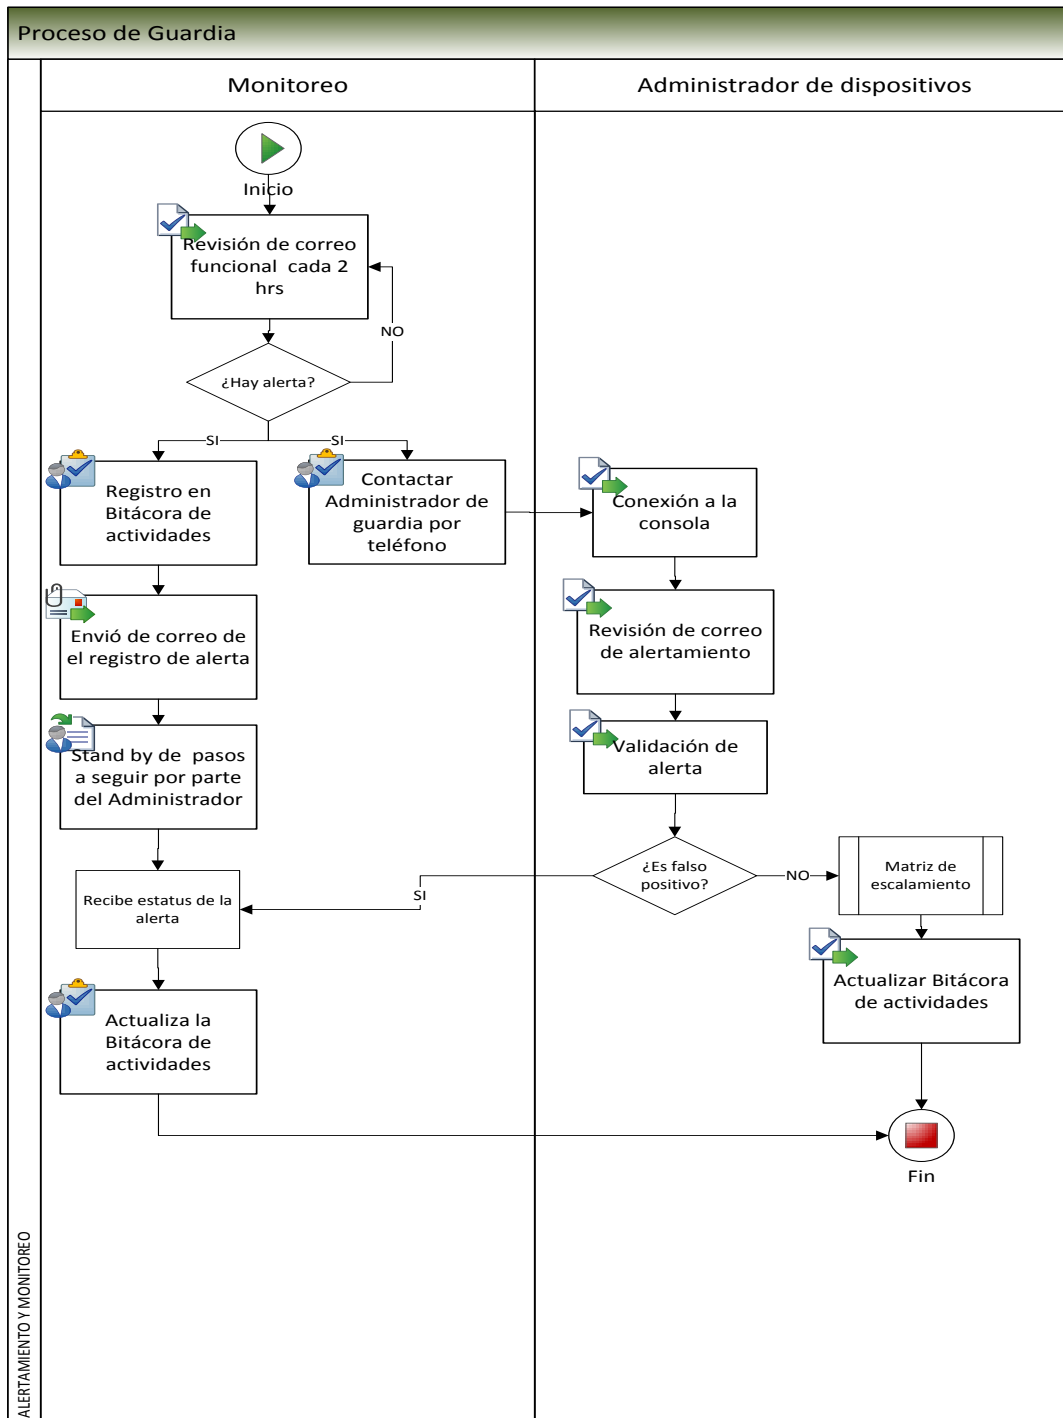 Proceso de Guardia
Monitoreo
Administrador de dispositivos
Inicio
Revisión de correo
funcional  cada 2
hrs
NO
¿Hay alerta?
SI
SI
Registro en
Bitácora de
actividades
Contactar
Administrador de
guardia por
teléfono
Conexión a la
consola
Envió de correo de
el registro de alerta
Revisión de correo
de alertamiento
Stand by de  pasos
a seguir por parte
del Administrador
Validación de
alerta
¿Es falso
positivo?
NO
Matriz de
escalamiento
SI
Recibe estatus de la
alerta
Actualizar Bitácora
de actividades
Actualiza la
Bitácora de
actividades
Fin
ALERTAMIENTO Y MONITOREO